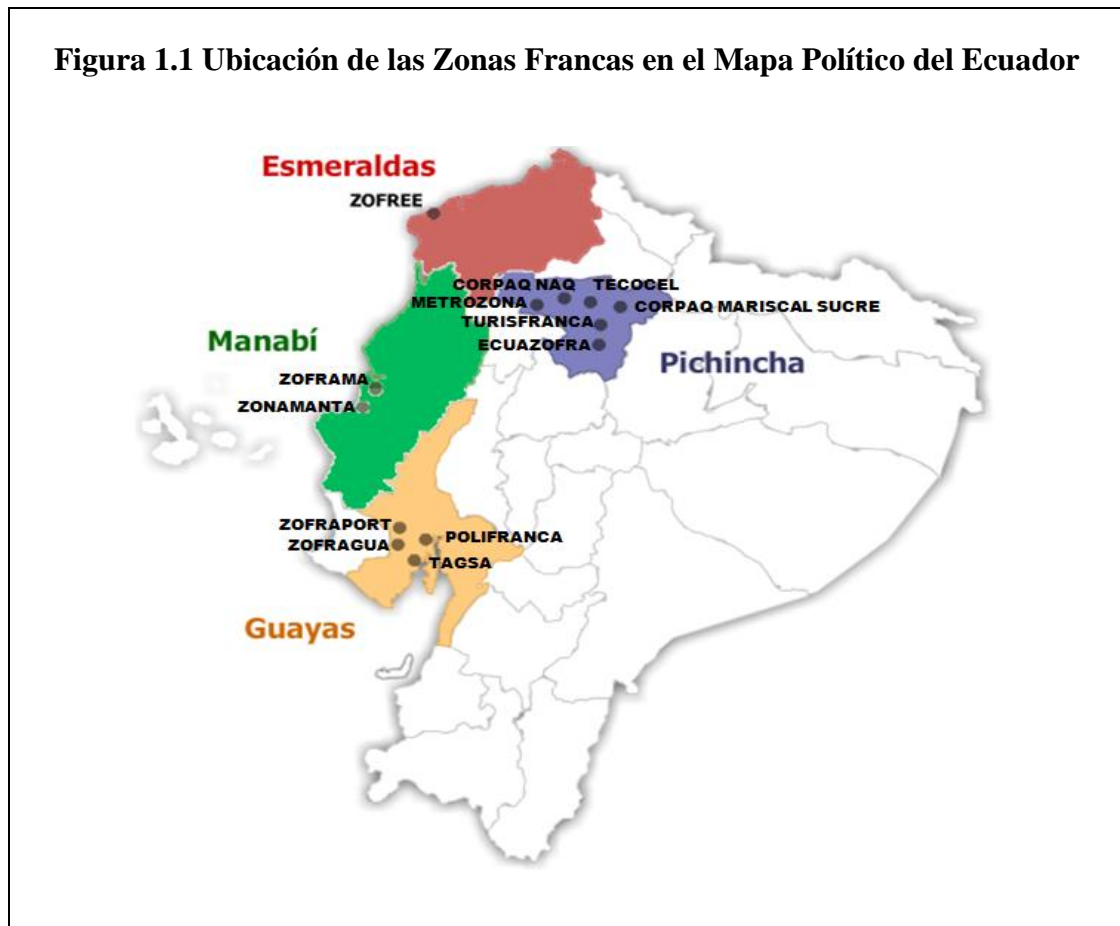 Figura 1.1 Ubicación de las Zonas Francas en el Mapa Político del Ecuador
Esmeraldas
ZOFREE
CORPAQ NAQ TECOCEL
METROZONA CORPAQ MARISCAL SUCRE
TURISFRANCA
ECUAZOFRA
Manabí
Pichincha
ZOFRAMA
ZONAMANTA
ZOFRAPORT
POLIFRANCA
ZOFRAGUA
TAGSA
Guayas